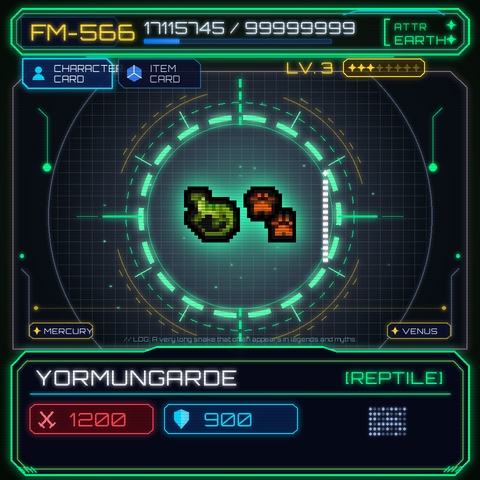 FM-566 17115745 / 99999999
ATTR
EARTH
CHARACTER CARD
ITEM CARD
LV. 3
MERCURY
VENUS
// LOG: A very long snake that often appears in legends and myths.
YORMUNGARDE [REPTILE]
1200 900